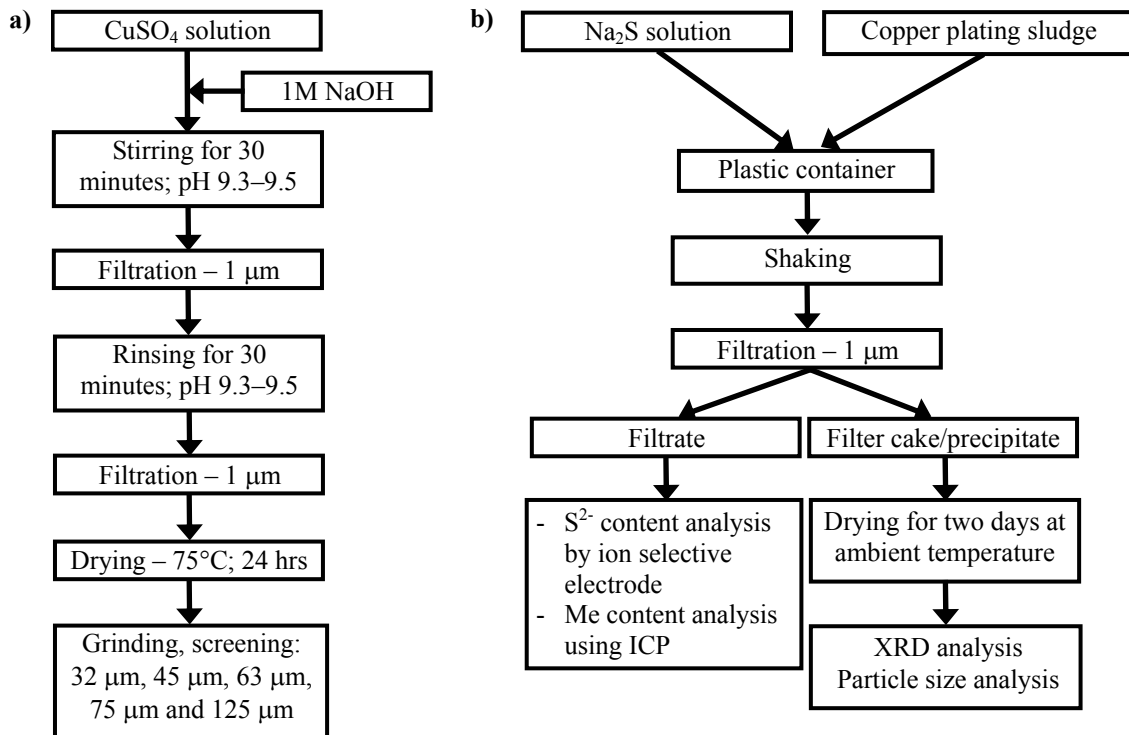 a)
CuSO₄ solution
1M NaOH
Stirring for 30
minutes; pH 9.3–9.5
Filtration – 1 μm
Rinsing for 30
minutes; pH 9.3–9.5
Filtration – 1 μm
Drying – 75°C; 24 hrs
Grinding, screening:
32 μm, 45 μm, 63 μm,
75 μm and 125 μm
b)
Na₂S solution
Copper plating sludge
Plastic container
Shaking
Filtration – 1 μm
Filtrate
- S²⁻ content analysis
by ion selective
electrode
- Me content analysis
using ICP
Filter cake/precipitate
Drying for two days at
ambient temperature
XRD analysis
Particle size analysis